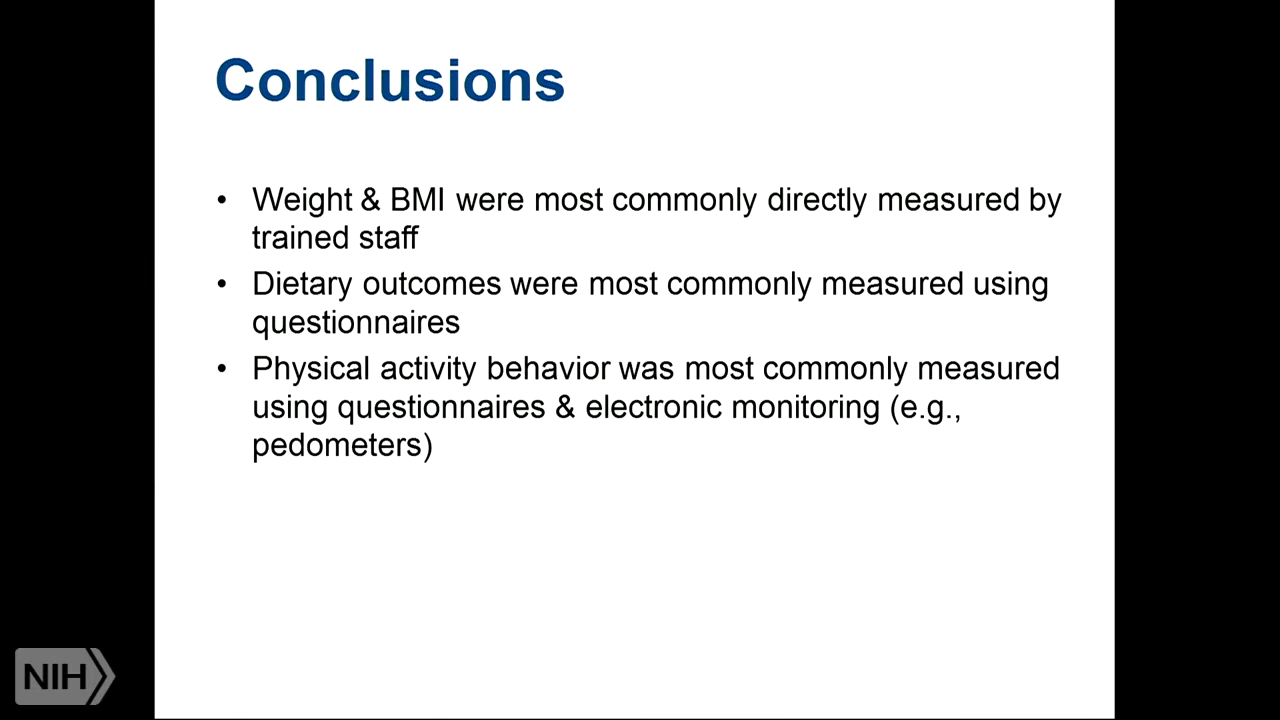 Conclusions
• Weight & BMI were most commonly directly measured by
trained staff
• Dietary outcomes were most commonly measured using
questionnaires
• Physical activity behavior was most commonly measured
using questionnaires & electronic monitoring (e.g.,
pedometers)
NIH